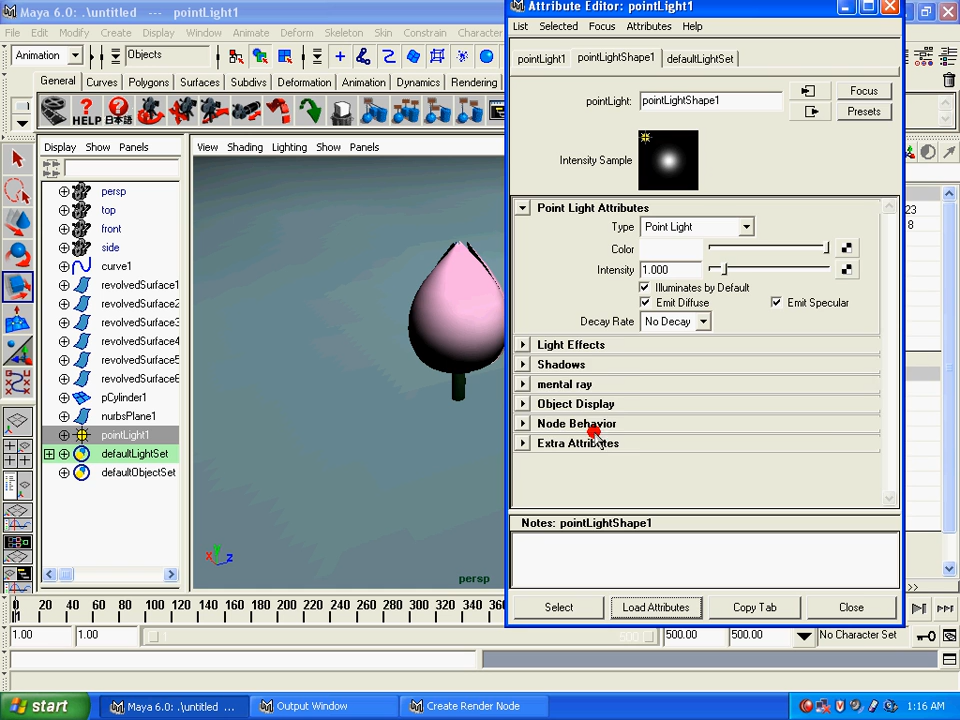 Maya 6.0: .\untitled --- pointLight1
File Edit Modify Create Display Window Animate Deform Skeleton Skin Constrain Character
Animation Objects
General Curves Polygons Surfaces Subdivs Deformation Animation Dynamics Rendering
HELP 日本語
Display Show Panels
View Shading Lighting Show Panels
persp
top
front
side
curve1
revolvedSurface1
revolvedSurface2
revolvedSurface3
revolvedSurface4
revolvedSurface5
revolvedSurface6
pCylinder1
nurbsPlane1
pointLight1
defaultLightSet
defaultObjectSet
x y z
persp
Attribute Editor: pointLight1
List Selected Focus Attributes Help
pointLight1 pointLightShape1 defaultLightSet
pointLight: pointLightShape1
Focus
Presets
Intensity Sample
Point Light Attributes
Type Point Light
Color
Intensity 1.000
Illuminates by Default
Emit Diffuse Emit Specular
Decay Rate No Decay
Light Effects
Shadows
mental ray
Object Display
Node Behavior
Extra Attributes
Notes: pointLightShape1
Select Load Attributes Copy Tab Close
23
8
>>
0 20 40 60 80 100 120 140 160 180 200 220 240 260 280 300 320 340 360
1.00 1.00 1 500 500.00 500.00 No Character Set
start Maya 6.0: .\untitled ... Output Window Create Render Node 1:16 AM